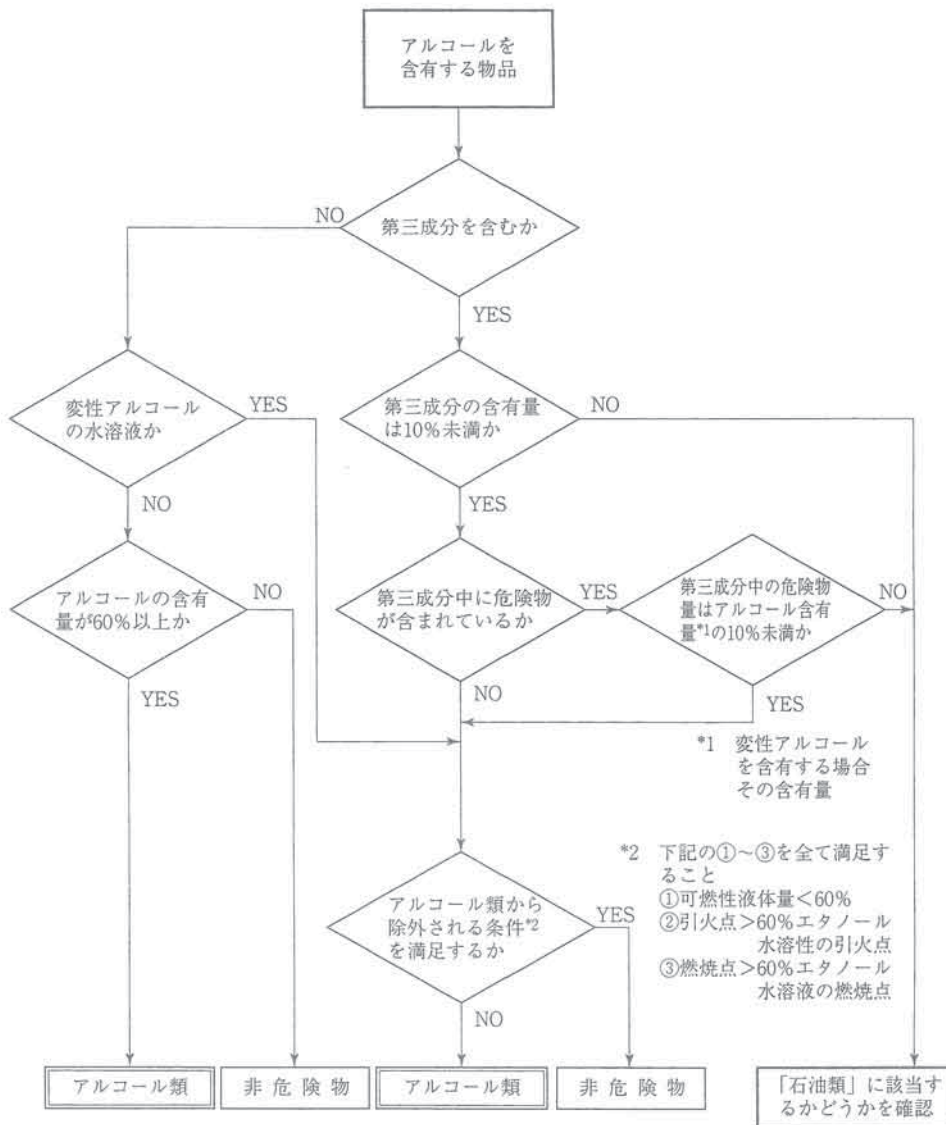 アルコールを
含有する物品
NO
第三成分を含むか
YES
変性アルコール
の水溶液か
YES
第三成分の含有量
は10%未満か
NO
NO
YES
アルコールの含有
量が60%以上か
NO
第三成分中に危険物
が含まれているか
YES
第三成分中の危険物
量はアルコール含有
量*1の10%未満か
NO
YES
NO
YES
*1 変性アルコール
を含有する場合
その含有量
アルコール類から
除外される条件*2
を満足するか
YES
*2 下記の①～③を全て満足す
ること
①可燃性液体量<60%
②引火点>60%エタノール
水溶性の引火点
③燃焼点>60%エタノール
水溶液の燃焼点
NO
アルコール類
非危険物
アルコール類
非危険物
「石油類」に該当す
るかどうかを確認